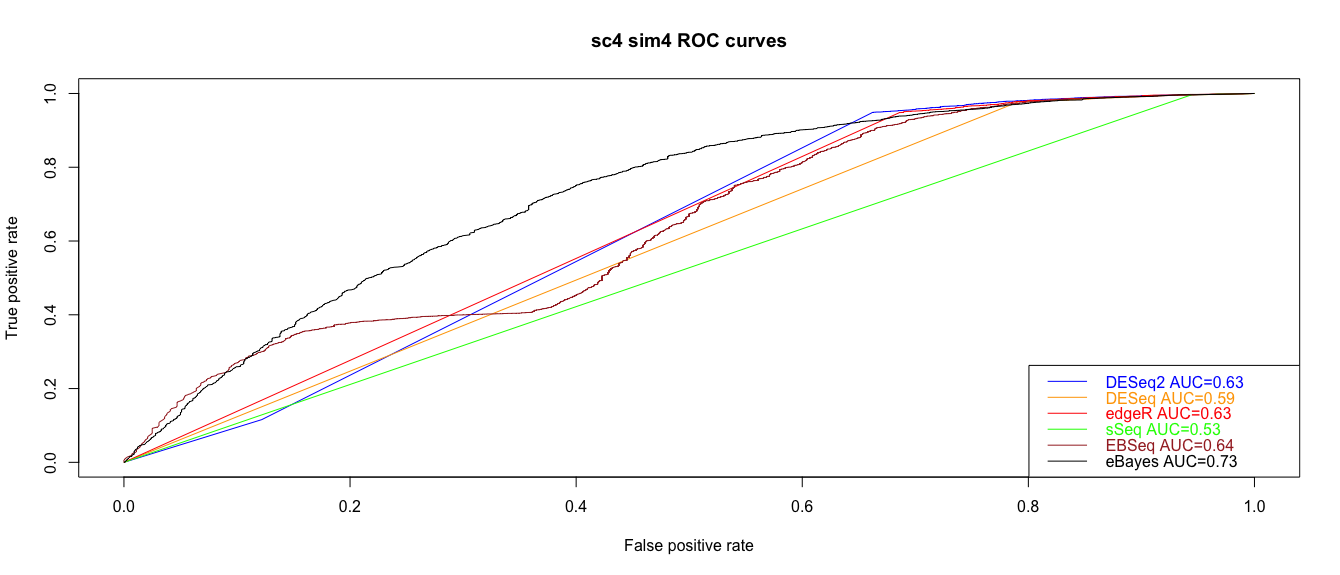 sc4 sim4 ROC curves
True positive rate
1.0
0.8
0.6
0.4
0.2
0.0
DESeq2 AUC=0.63
DESeq AUC=0.59
edgeR AUC=0.63
sSeq AUC=0.53
EBSeq AUC=0.64
eBayes AUC=0.73
0.0 0.2 0.4 0.6 0.8 1.0
False positive rate